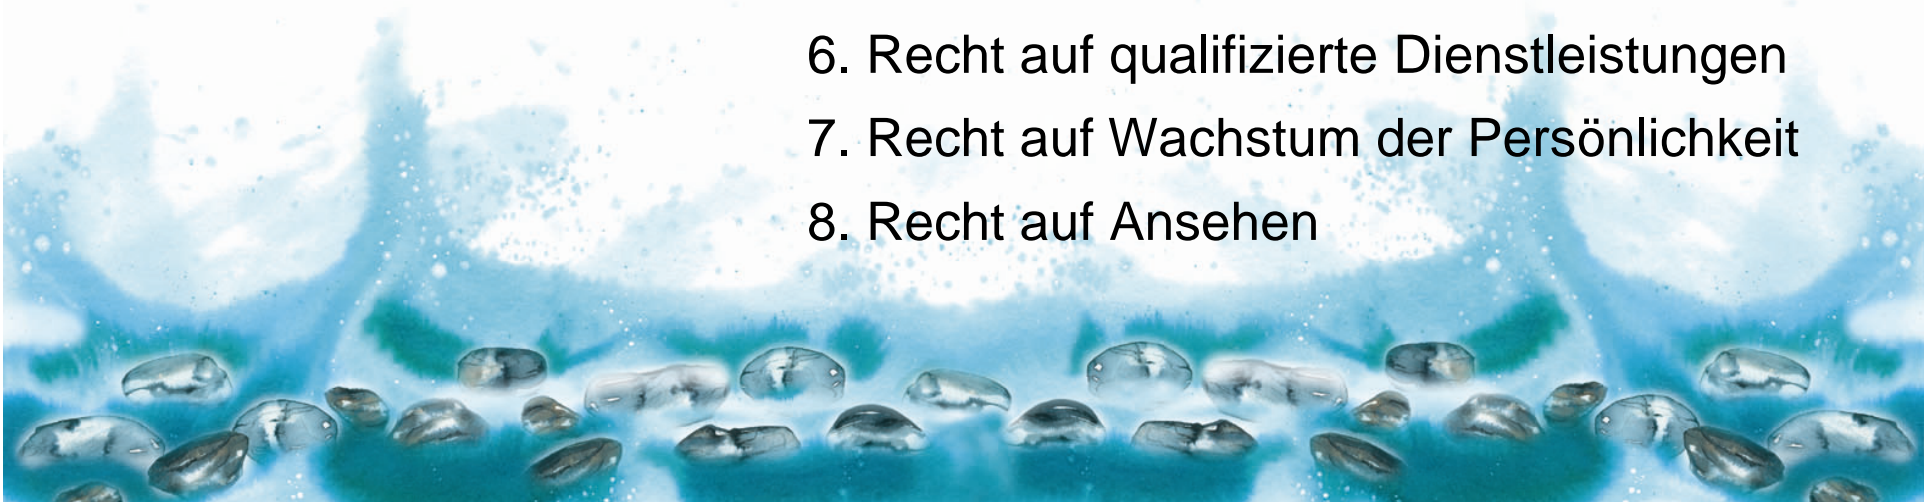 6. Recht auf qualifizierte Dienstleistungen
7. Recht auf Wachstum der Persönlichkeit
8. Recht auf Ansehen